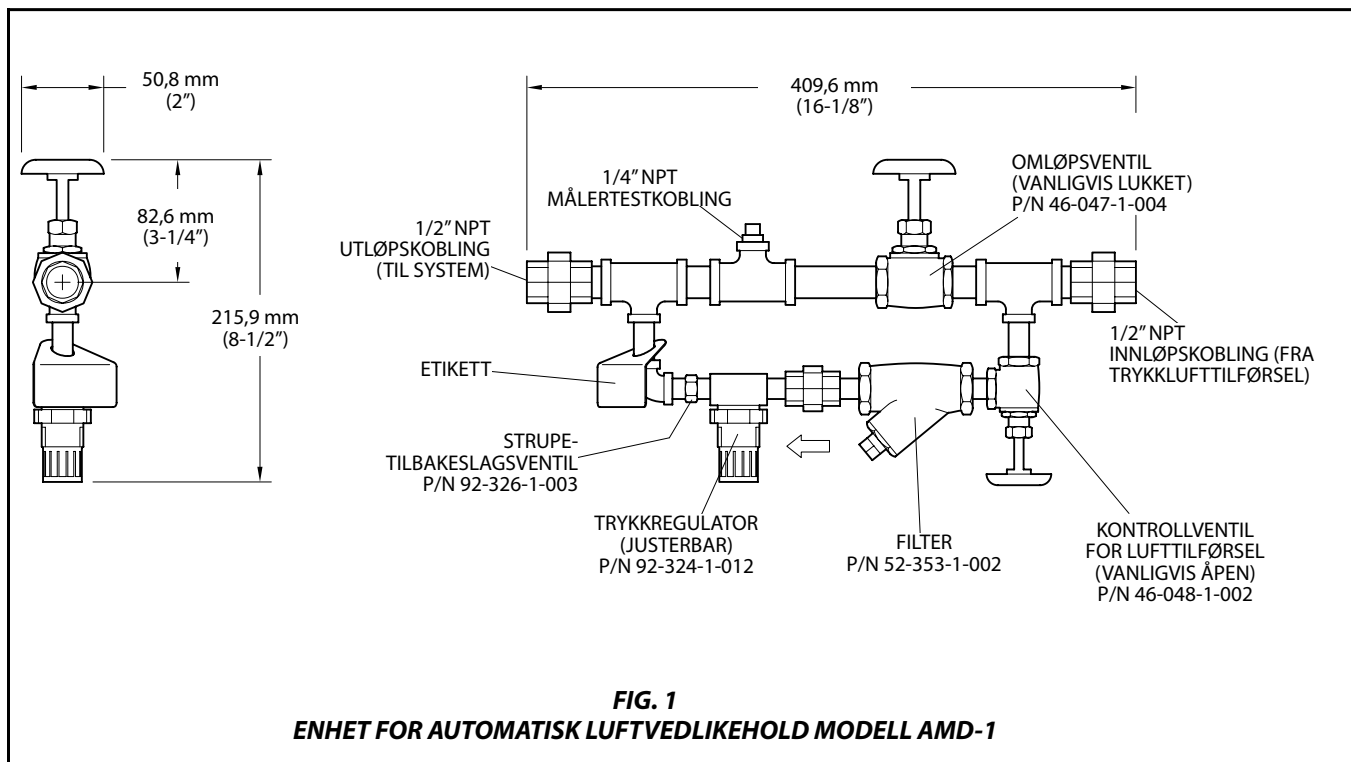 50,8 mm
(2”)
409,6 mm
(16-1/8”)
82,6 mm
(3-1/4”)
215,9 mm
(8-1/2”)
1/4” NPT
MÅLERTESTKOBLING
OMLØPSVENTIL
(VANLIGVIS LUKKET)
P/N 46-047-1-004
1/2” NPT
UTLØPSKOBLING
(TIL SYSTEM)
1/2” NPT
INNLØPSKOBLING (FRA
TRYKKLUFTTILFØRSEL)
ETIKETT
STRUPE-
TILBAKESLAGSVENTIL
P/N 92-326-1-003
TRYKKREGULATOR
(JUSTERBAR)
P/N 92-324-1-012
FILTER
P/N 52-353-1-002
KONTROLLVENTIL
FOR LUFTTILFØRSEL
(VANLIGVIS ÅPEN)
P/N 46-048-1-002
FIG. 1
ENHET FOR AUTOMATISK LUFTVEDLIKEHOLD MODELL AMD-1